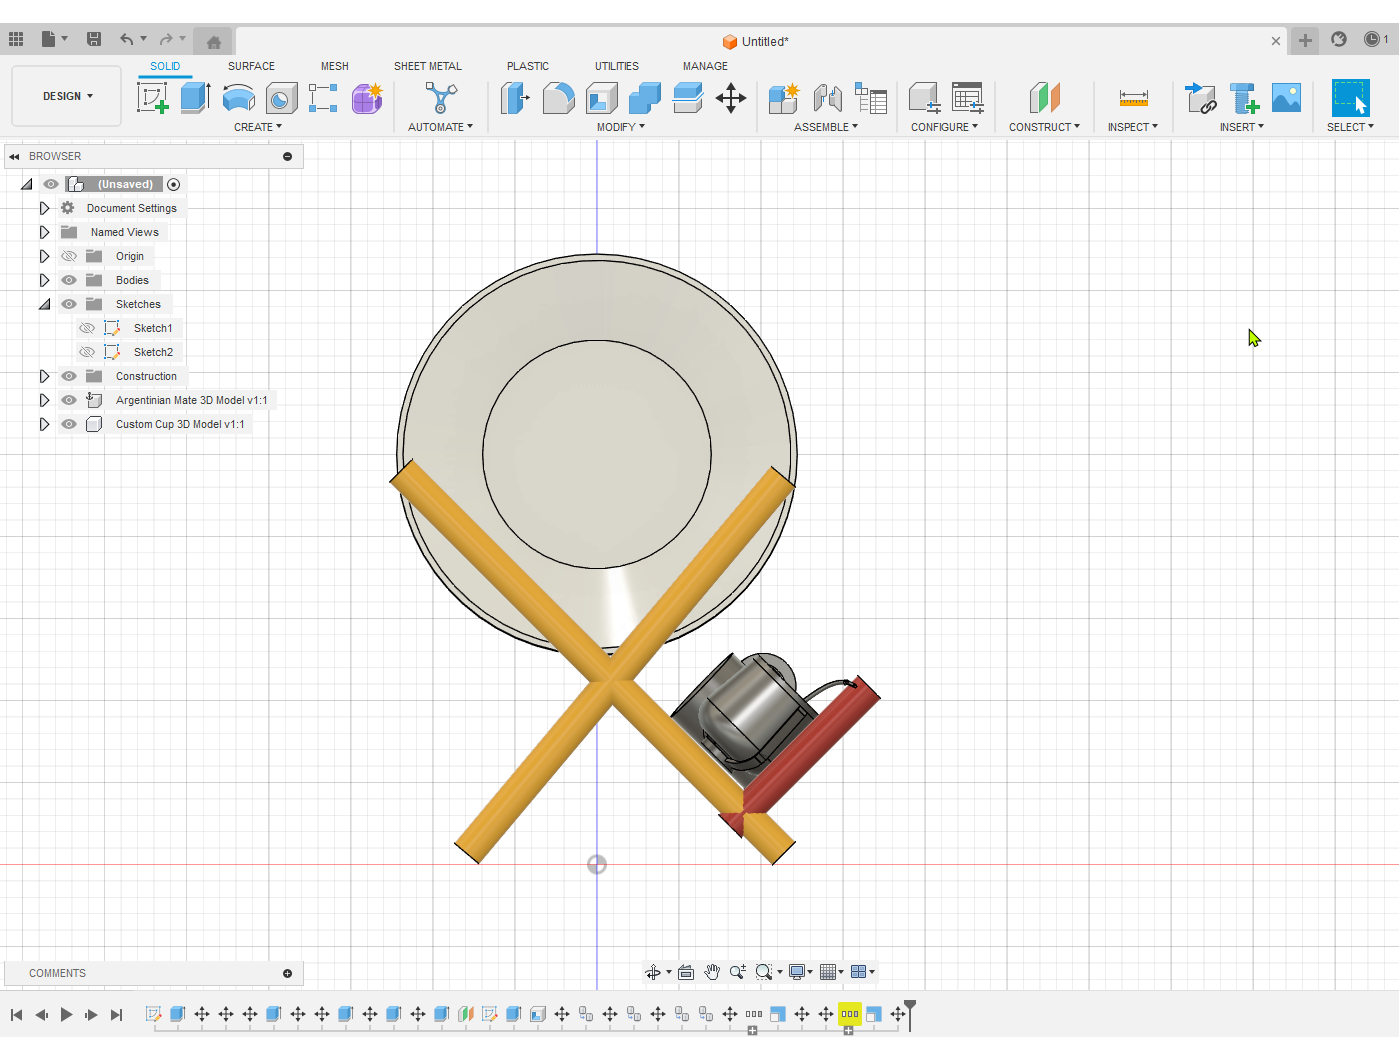 Untitled*
1
SOLID SURFACE MESH SHEET METAL PLASTIC UTILITIES MANAGE
DESIGN
CREATE AUTOMATE MODIFY ASSEMBLE CONFIGURE CONSTRUCT INSPECT INSERT SELECT
BROWSER
(Unsaved)
Document Settings
Named Views
Origin
Bodies
Sketches
Sketch1
Sketch2
Construction
Argentinian Mate 3D Model v1:1
Custom Cup 3D Model v1:1
COMMENTS